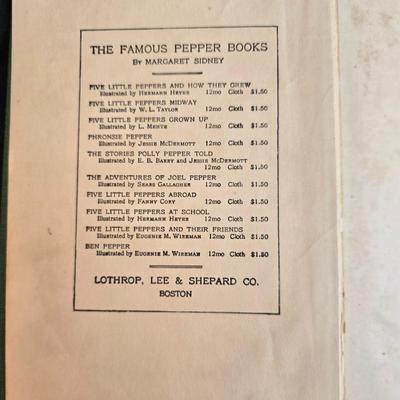 THE FAMOUS PEPPER BOOKS
By MARGARET SIDNEY
FIVE LITTLE PEPPERS AND HOW THEY GREW
Illustrated by HERMANN HEYER 12mo Cloth $1.50
FIVE LITTLE PEPPERS MIDWAY
Illustrated by W. L. TAYLOR 12mo Cloth $1.50
FIVE LITTLE PEPPERS GROWN UP
Illustrated by L. MENTE 12mo Cloth $1.50
PHRONSIE PEPPER
Illustrated by JESSIE MCDERMOTT 12mo Cloth $1.50
THE STORIES POLLY PEPPER TOLD
Illustrated by E. B. BARRY and JESSIE MCDERMOTT
12mo Cloth $1.50
THE ADVENTURES OF JOEL PEPPER
Illustrated by SEARS GALLAGHER 12mo Cloth $1.50
FIVE LITTLE PEPPERS ABROAD
Illustrated by FANNY CORY 12mo Cloth $1.50
FIVE LITTLE PEPPERS AT SCHOOL
Illustrated by HERMANN HEYER 12mo Cloth $1.50
FIVE LITTLE PEPPERS AND THEIR FRIENDS
Illustrated by EUGENIE M. WIREMAN 12mo Cloth $1.50
BEN PEPPER
Illustrated by EUGENIE M. WIREMAN 12mo Cloth $1.50
LOTHROP, LEE & SHEPARD CO.
BOSTON